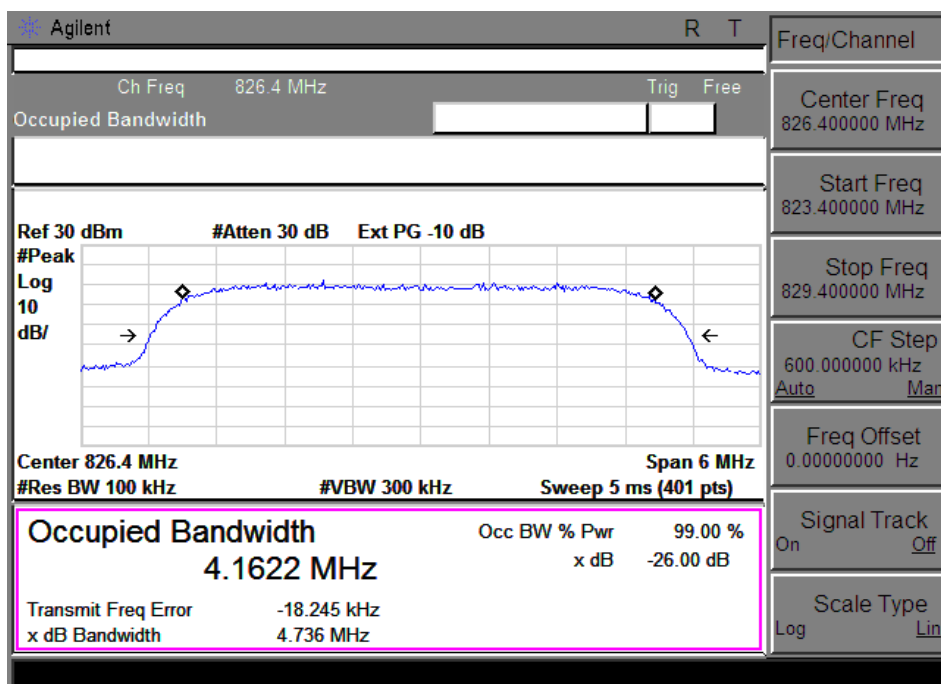 Agilent R T
Ch Freq 826.4 MHz Trig Free
Occupied Bandwidth
Ref 30 dBm #Atten 30 dB Ext PG -10 dB
#Peak
Log
10
dB/
Center 826.4 MHz Span 6 MHz
#Res BW 100 kHz #VBW 300 kHz Sweep 5 ms (401 pts)
Occupied Bandwidth
4.1622 MHz
Occ BW % Pwr 99.00 %
x dB -26.00 dB
Transmit Freq Error -18.245 kHz
x dB Bandwidth 4.736 MHz
Freq/Channel
Center Freq
826.400000 MHz
Start Freq
823.400000 MHz
Stop Freq
829.400000 MHz
CF Step
600.000000 kHz
Auto Man
Freq Offset
0.00000000 Hz
Signal Track
On Off
Scale Type
Log Lin